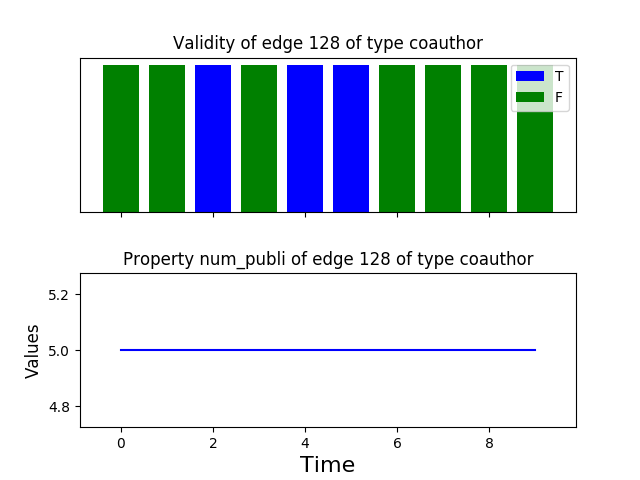 Validity of edge 128 of type coauthor
T
F
Property num_publi of edge 128 of type coauthor
5.2
5.0
4.8
Values
0 2 4 6 8
Time